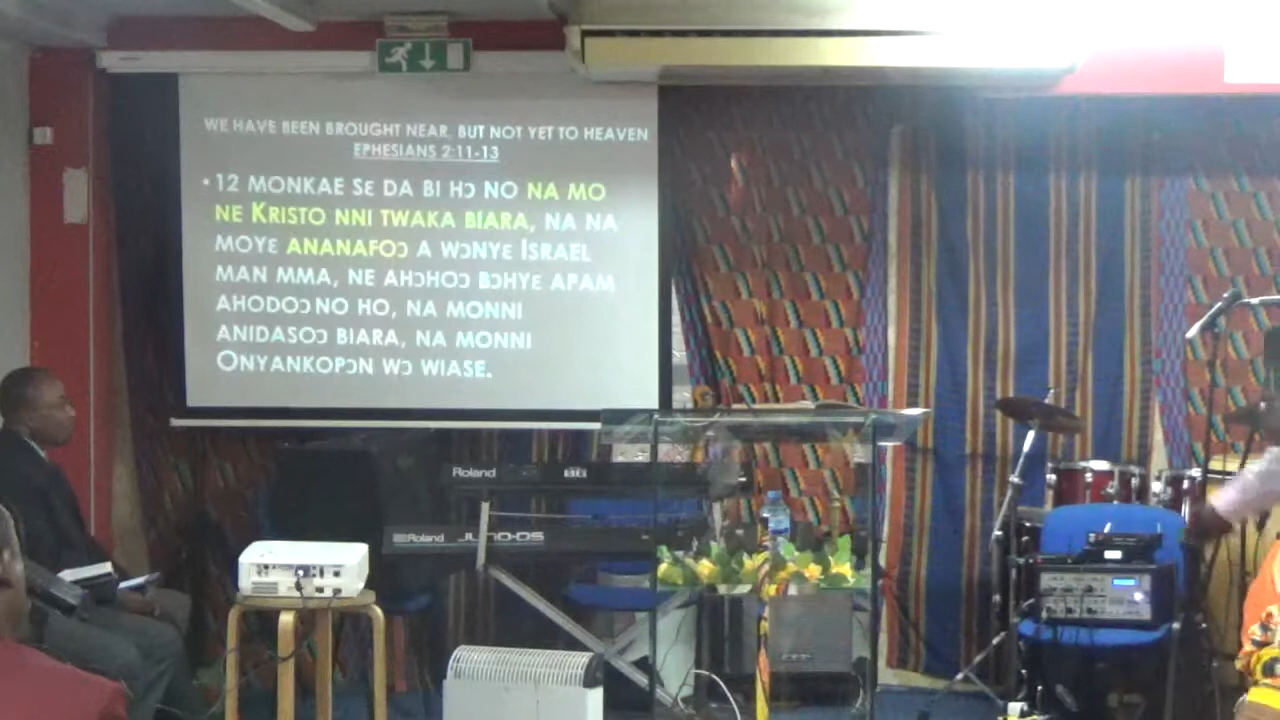 WE HAVE BEEN BROUGHT NEAR, BUT NOT YET TO HEAVEN
EPHESIANS 2:11-13
• 12 MONKAE SƐ DA BI HƆ NO NA MO
NE KRISTO NNI TWAKA BIARA, NA NA
MOYƐ ANANAFOƆ A WƆNYƐ ISRAEL
MAN MMA, NE AHƆHOƆ BƆHYƐ APAM
AHODOƆ NO HO, NA MONNI
ANIDASOƆ BIARA, NA MONNI
ONYANKOPƆN WƆ WIASE.
Roland
Roland JUNO-DS